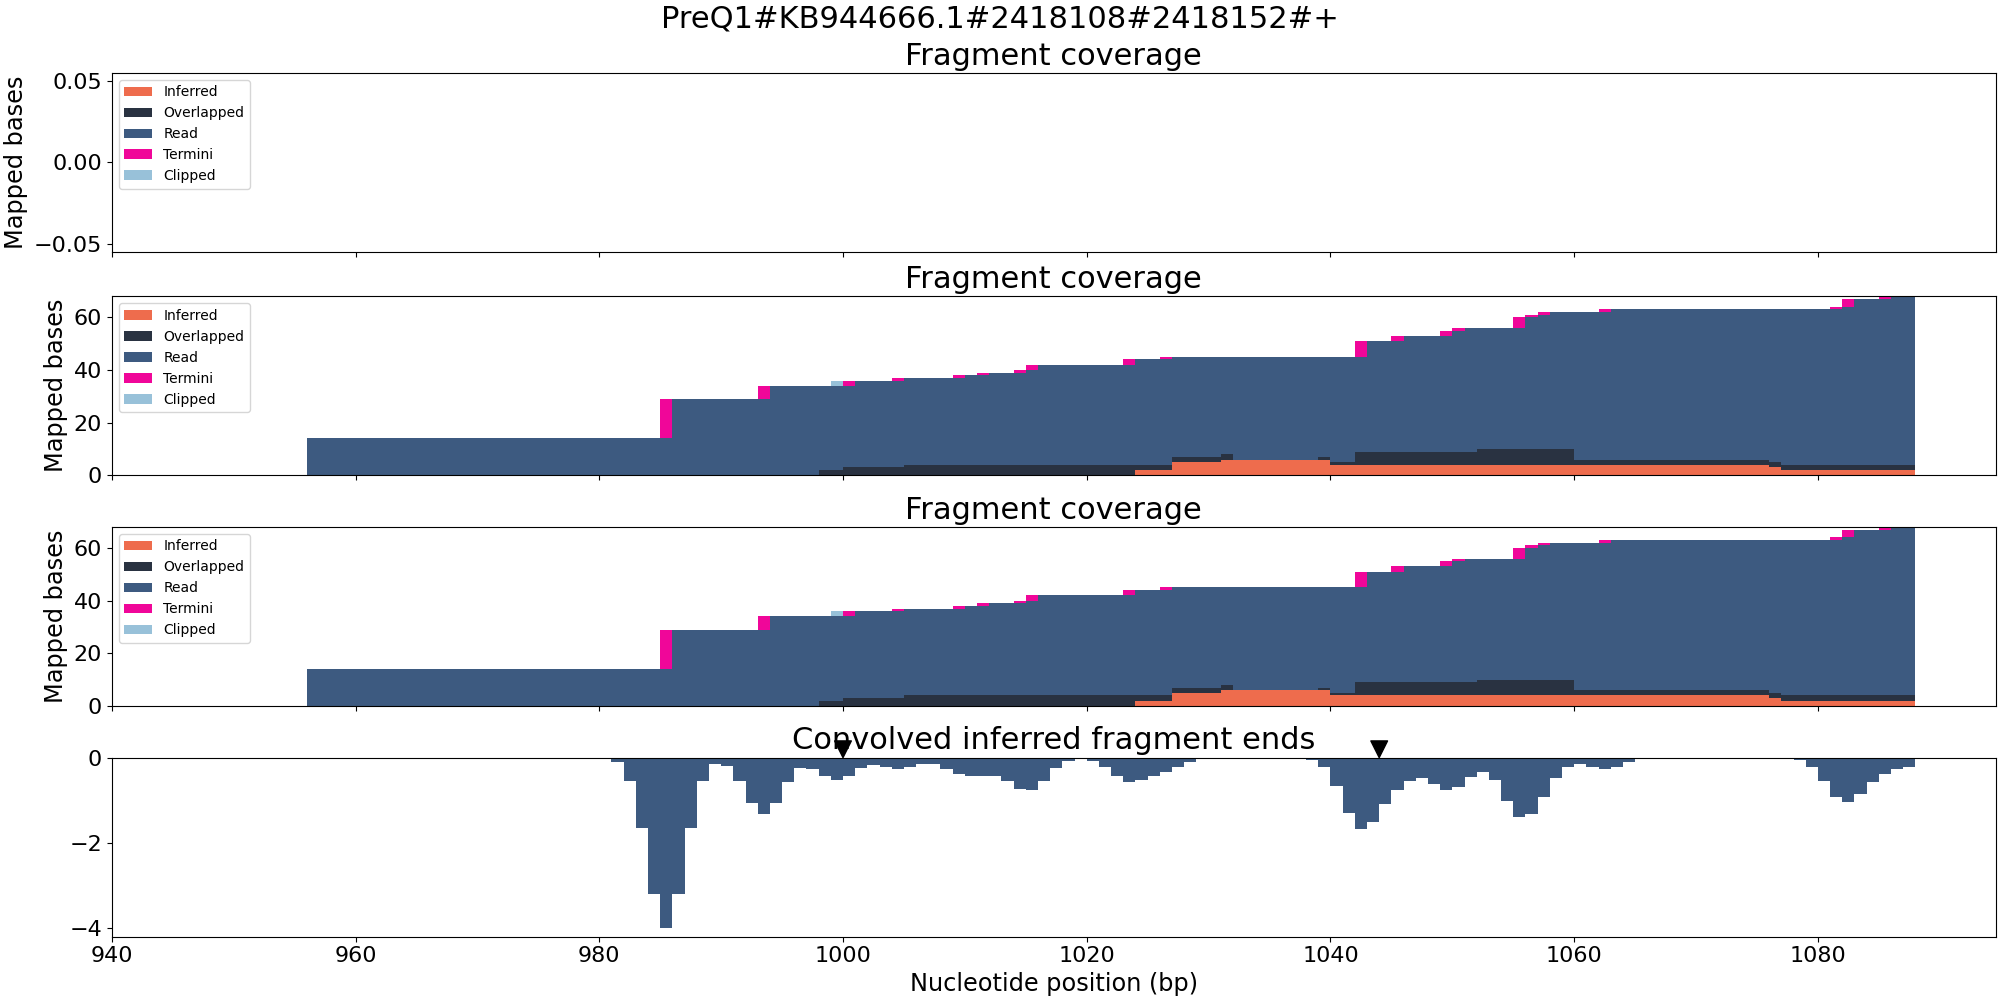 PreQ1#KB944666.1#2418108#2418152#+
Fragment coverage
Mapped bases
0.05
0.00
−0.05
Inferred
Overlapped
Read
Termini
Clipped
Fragment coverage
Mapped bases
60
40
20
0
Inferred
Overlapped
Read
Termini
Clipped
Fragment coverage
Mapped bases
60
40
20
0
Inferred
Overlapped
Read
Termini
Clipped
Convolved inferred fragment ends
0
−2
−4
940 960 980 1000 1020 1040 1060 1080
Nucleotide position (bp)